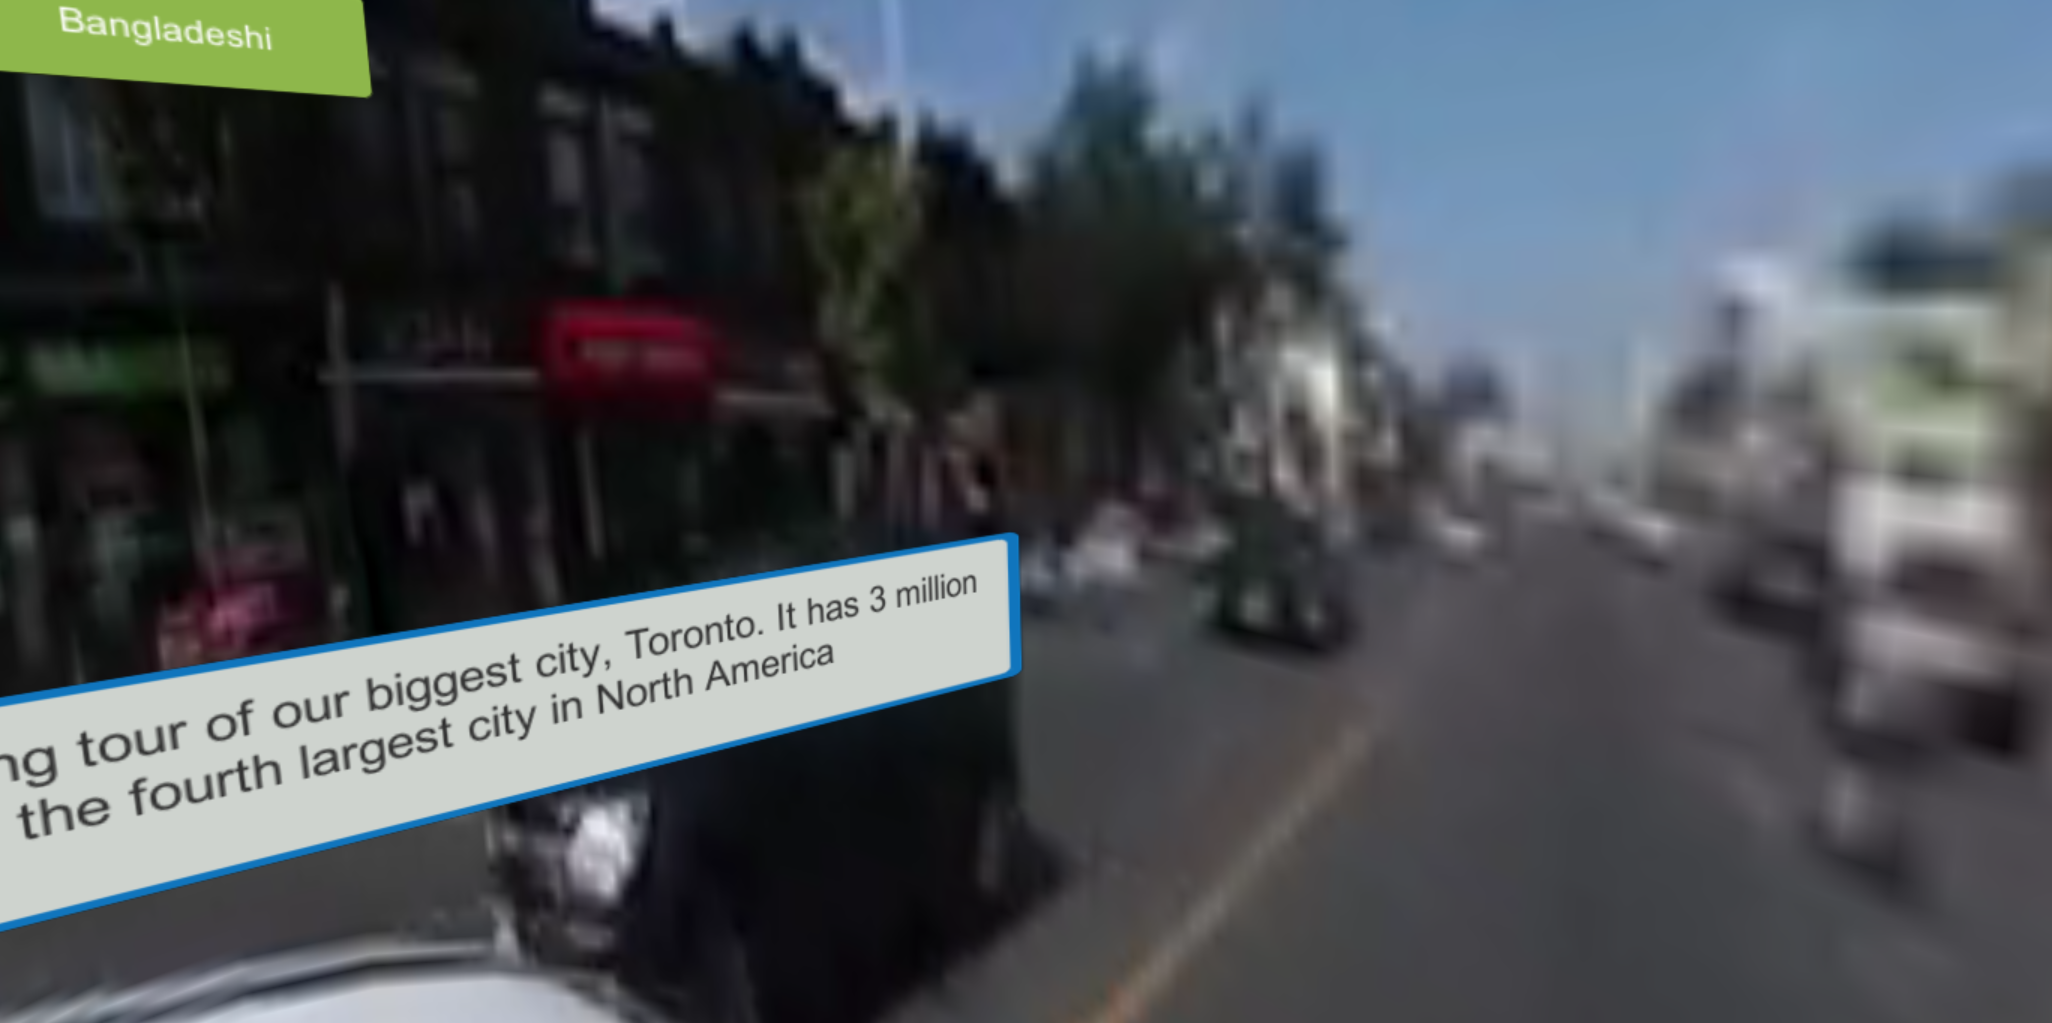 Bangladeshi
ng tour of our biggest city, Toronto. It has 3 million
the fourth largest city in North America